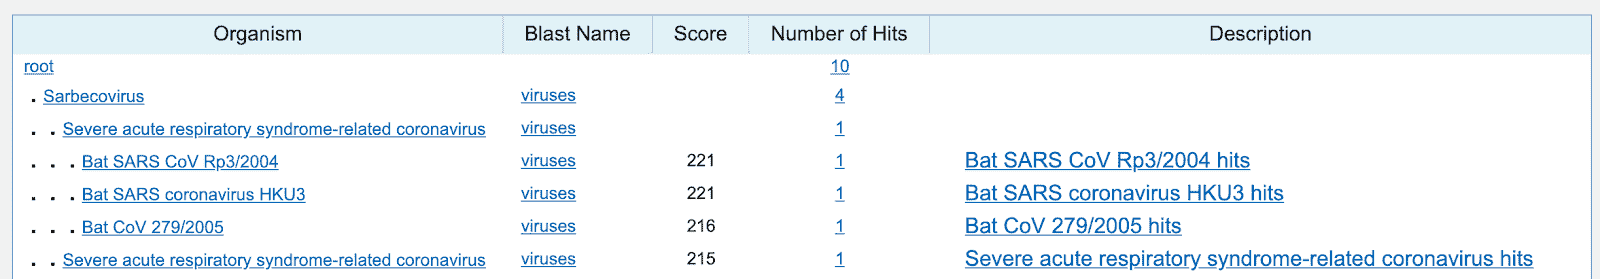 Organism Blast Name Score Number of Hits Description
root 10
. Sarbecovirus viruses 4
. . Severe acute respiratory syndrome-related coronavirus viruses 1
. . . Bat SARS CoV Rp3/2004 viruses 221 1 Bat SARS CoV Rp3/2004 hits
. . . Bat SARS coronavirus HKU3 viruses 221 1 Bat SARS coronavirus HKU3 hits
. . . Bat CoV 279/2005 viruses 216 1 Bat CoV 279/2005 hits
. . Severe acute respiratory syndrome-related coronavirus viruses 215 1 Severe acute respiratory syndrome-related coronavirus hits